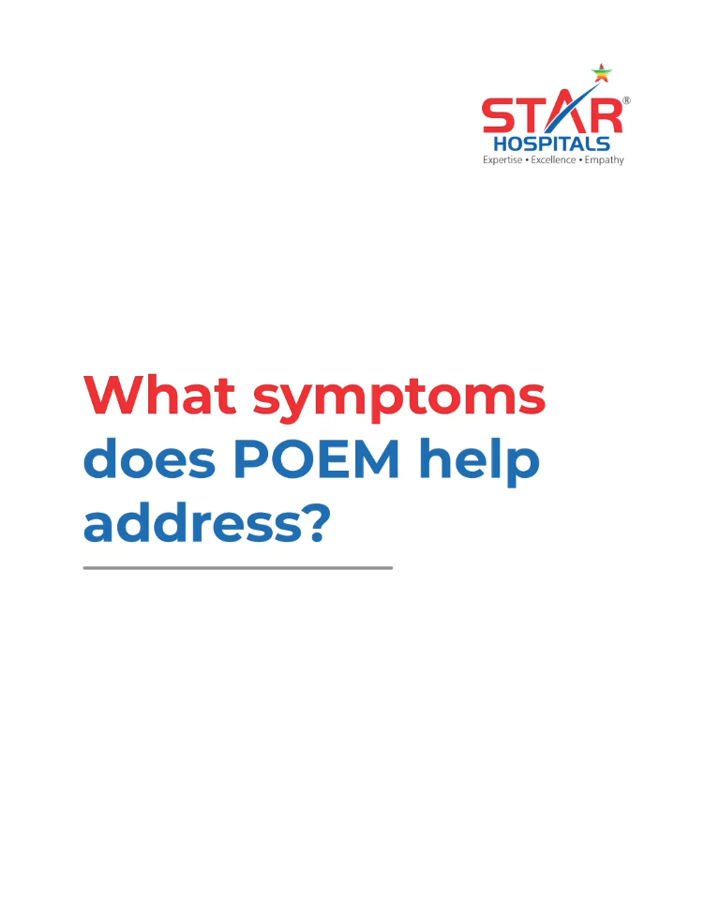 STAR®
HOSPITALS
Expertise • Excellence • Empathy
What symptoms
does POEM help
address?